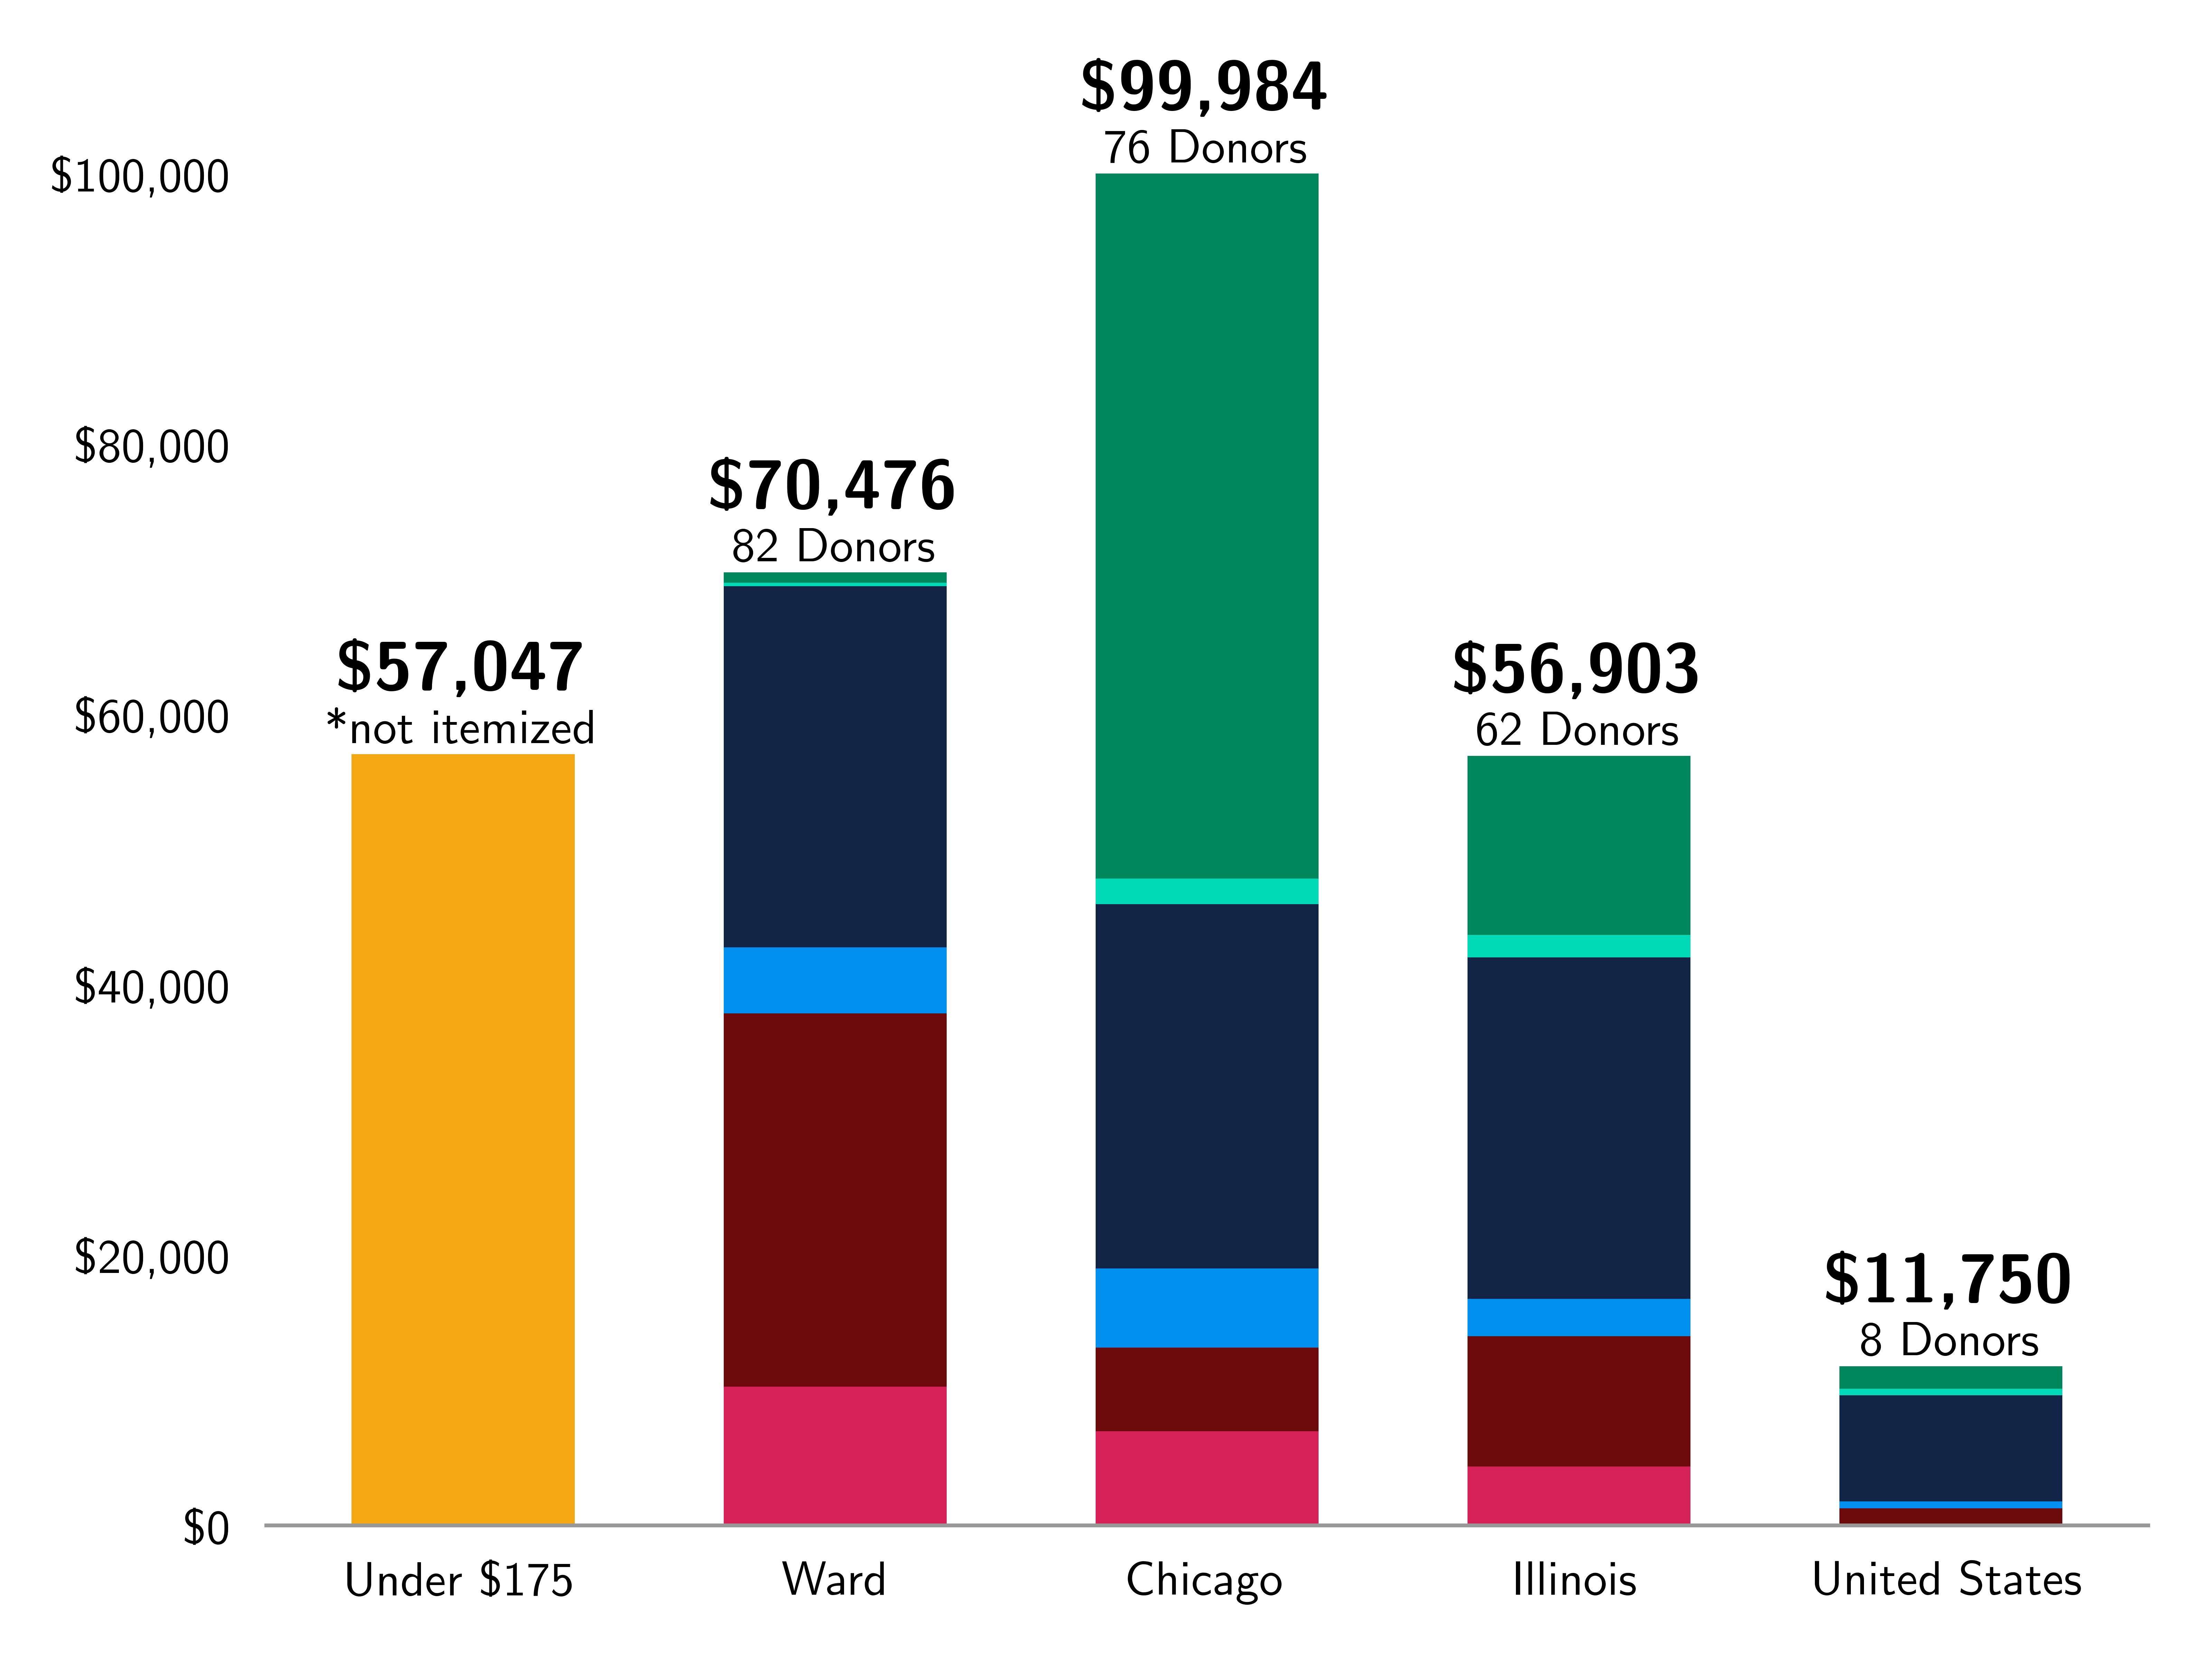 $99,984
76 Donors
$100,000
$80,000
$70,476
82 Donors
$57,047
*not itemized
$56,903
62 Donors
$60,000
$40,000
$20,000
$11,750
8 Donors
$0
Under $175
Ward
Chicago
Illinois
United States